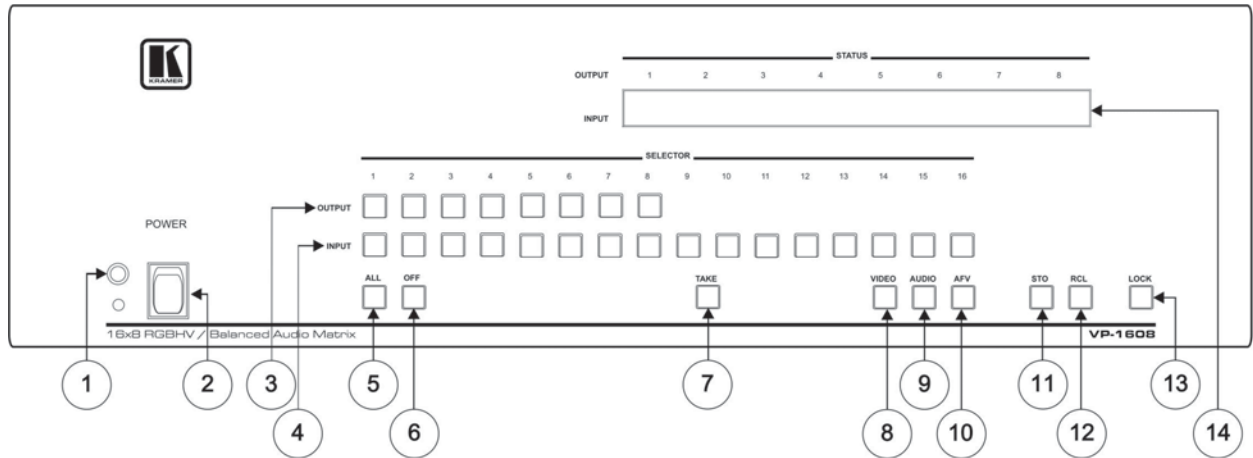 K
KRAMER
STATUS
OUTPUT 1 2 3 4 5 6 7 8
INPUT
SELECTOR
1 2 3 4 5 6 7 8 9 10 11 12 13 14 15 16
OUTPUT
POWER
INPUT
ALL OFF TAKE VIDEO AUDIO AFV STO RCL LOCK
16x8 RGBHV / Balanced Audio Matrix VP-1608
1 2 3 4 5 6 7 8 9 10 11 12 13 14